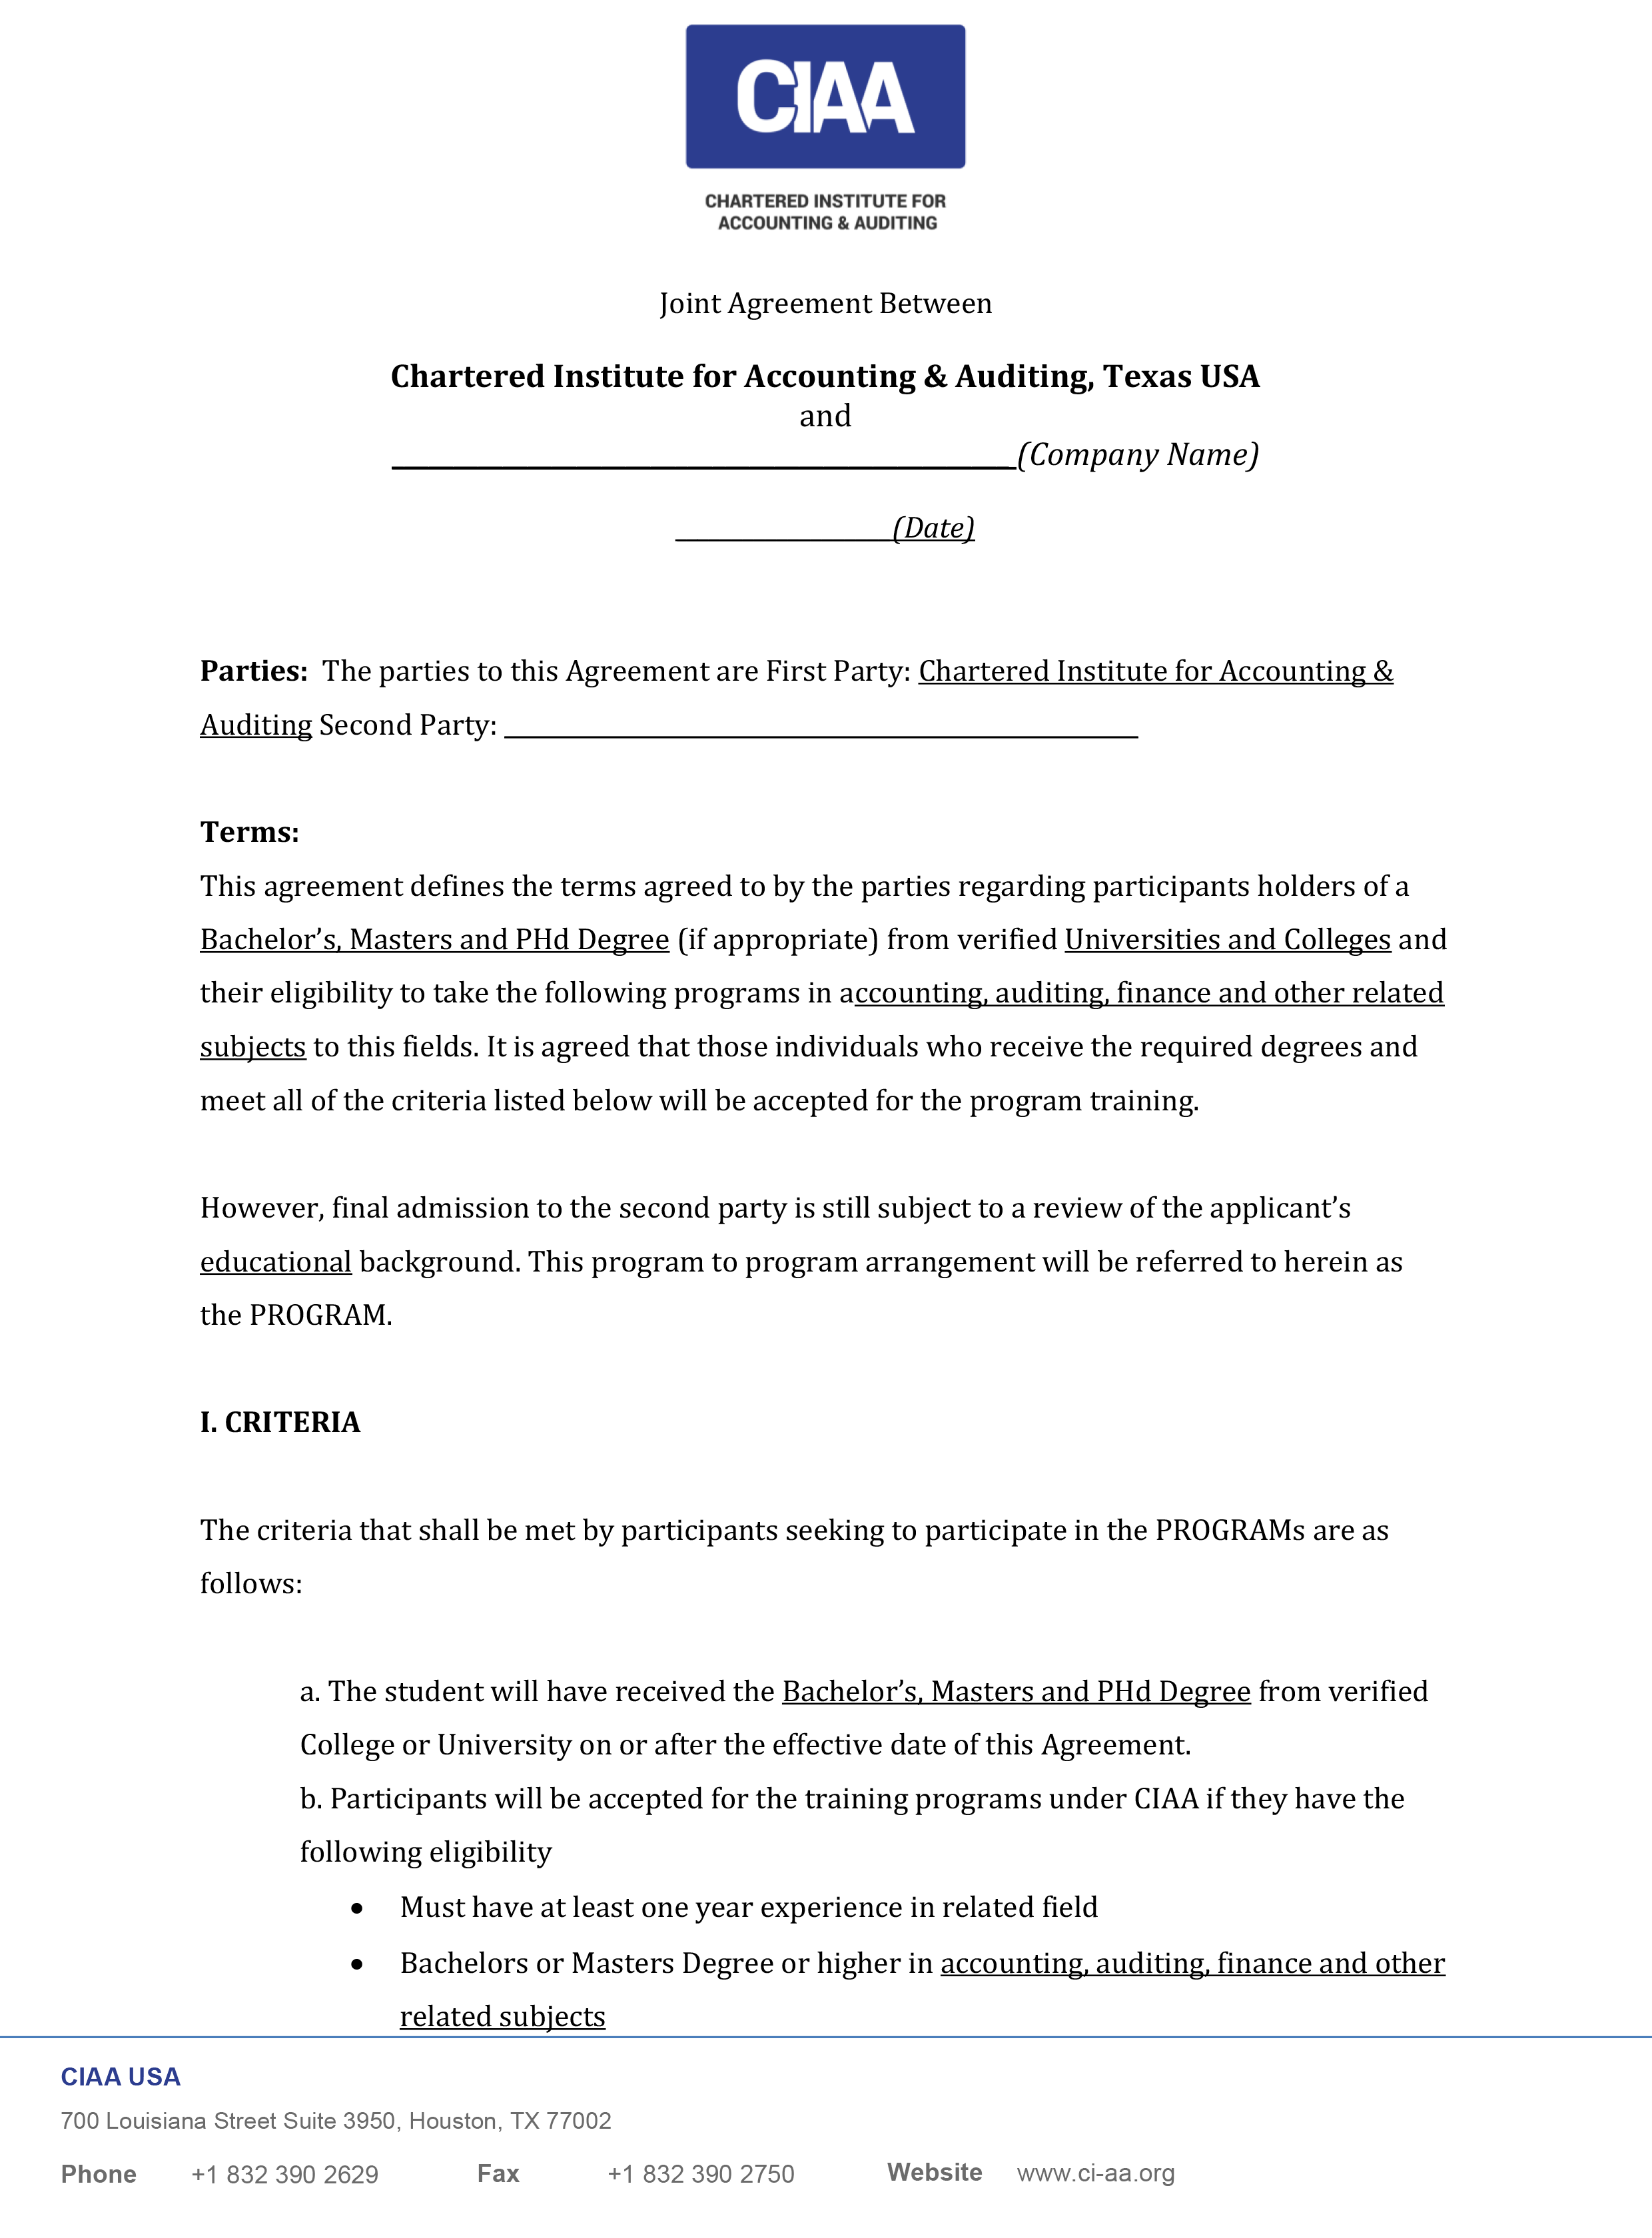 CIAA
CHARTERED INSTITUTE FOR
ACCOUNTING & AUDITING
Joint Agreement Between
Chartered Institute for Accounting & Auditing, Texas USA
and
_______________________________________(Company Name)
______________(Date)
Parties:  The parties to this Agreement are First Party: Chartered Institute for Accounting &
Auditing Second Party: ________________________________________
Terms:
This agreement defines the terms agreed to by the parties regarding participants holders of a
Bachelor’s, Masters and PHd Degree (if appropriate) from verified Universities and Colleges and
their eligibility to take the following programs in accounting, auditing, finance and other related
subjects to this fields. It is agreed that those individuals who receive the required degrees and
meet all of the criteria listed below will be accepted for the program training.
However, final admission to the second party is still subject to a review of the applicant’s
educational background. This program to program arrangement will be referred to herein as
the PROGRAM.
I. CRITERIA
The criteria that shall be met by participants seeking to participate in the PROGRAMs are as
follows:
a. The student will have received the Bachelor’s, Masters and PHd Degree from verified
College or University on or after the effective date of this Agreement.
b. Participants will be accepted for the training programs under CIAA if they have the
following eligibility
• Must have at least one year experience in related field
• Bachelors or Masters Degree or higher in accounting, auditing, finance and other
related subjects
CIAA USA
700 Louisiana Street Suite 3950, Houston, TX 77002
Phone +1 832 390 2629 Fax +1 832 390 2750 Website www.ci-aa.org